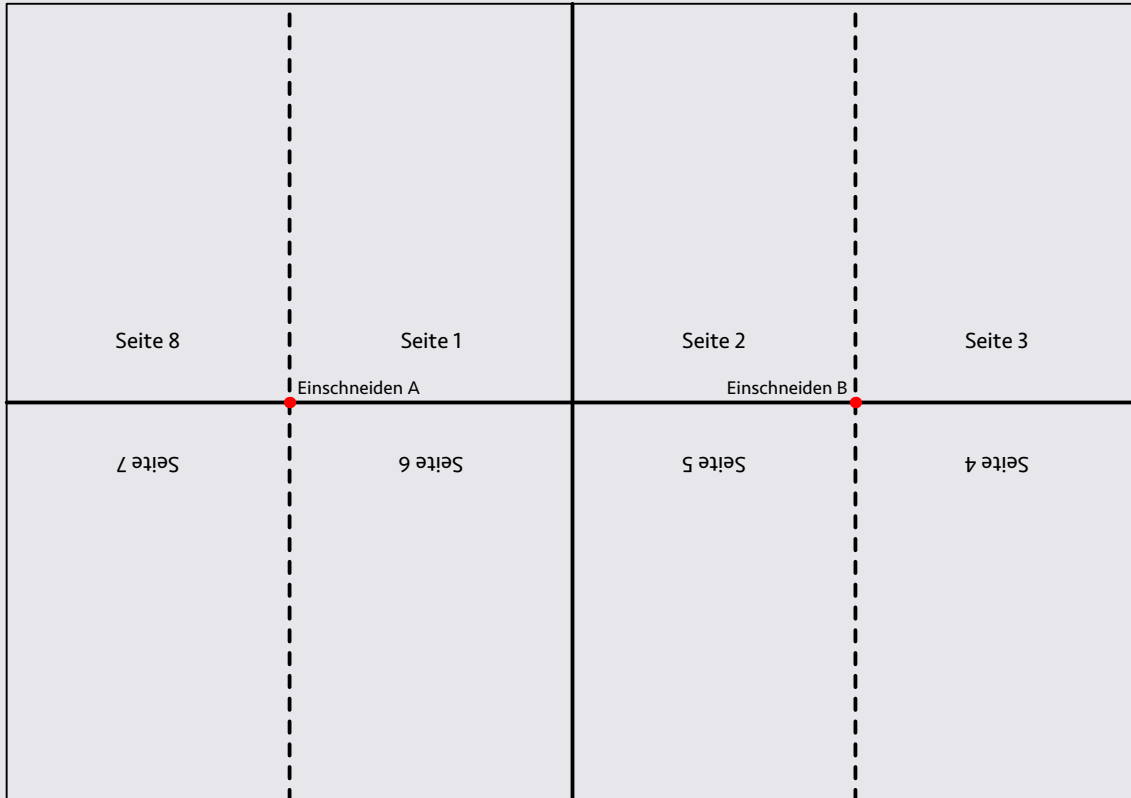 Seite 8
Seite 1
Seite 2
Seite 3
Einschneiden A
Einschneiden B
Seite 7
Seite 6
Seite 5
Seite 4